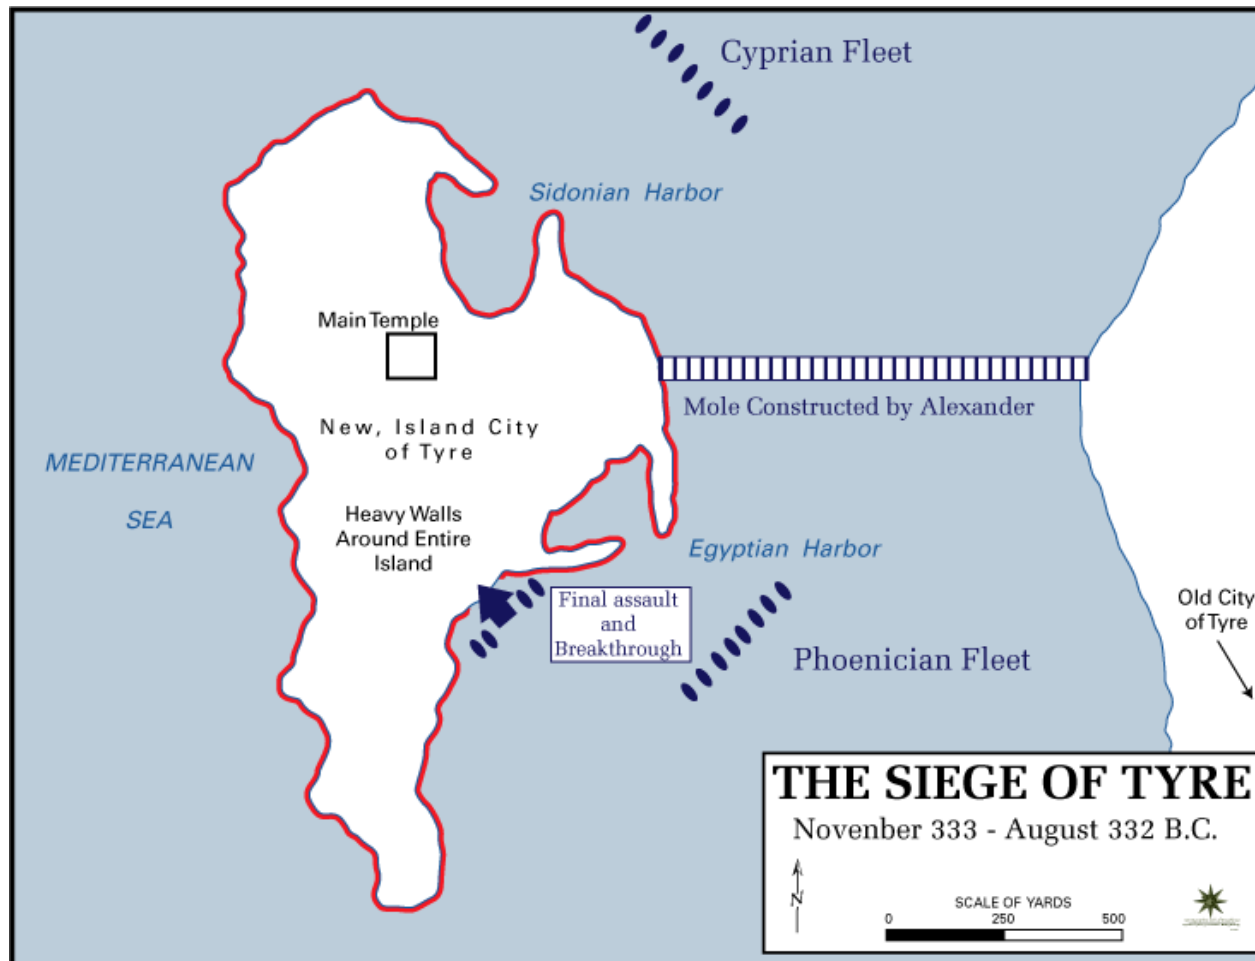 Cyprian Fleet
Sidonian Harbor
Main Temple
Mole Constructed by Alexander
New, Island City
of Tyre
MEDITERRANEAN
SEA
Heavy Walls
Around Entire
Island
Egyptian Harbor
Final assault
and
Breakthrough
Phoenician Fleet
Old City
of Tyre
THE SIEGE OF TYRE
Novenber 333 - August 332 B.C.
N
SCALE OF YARDS
0 250 500